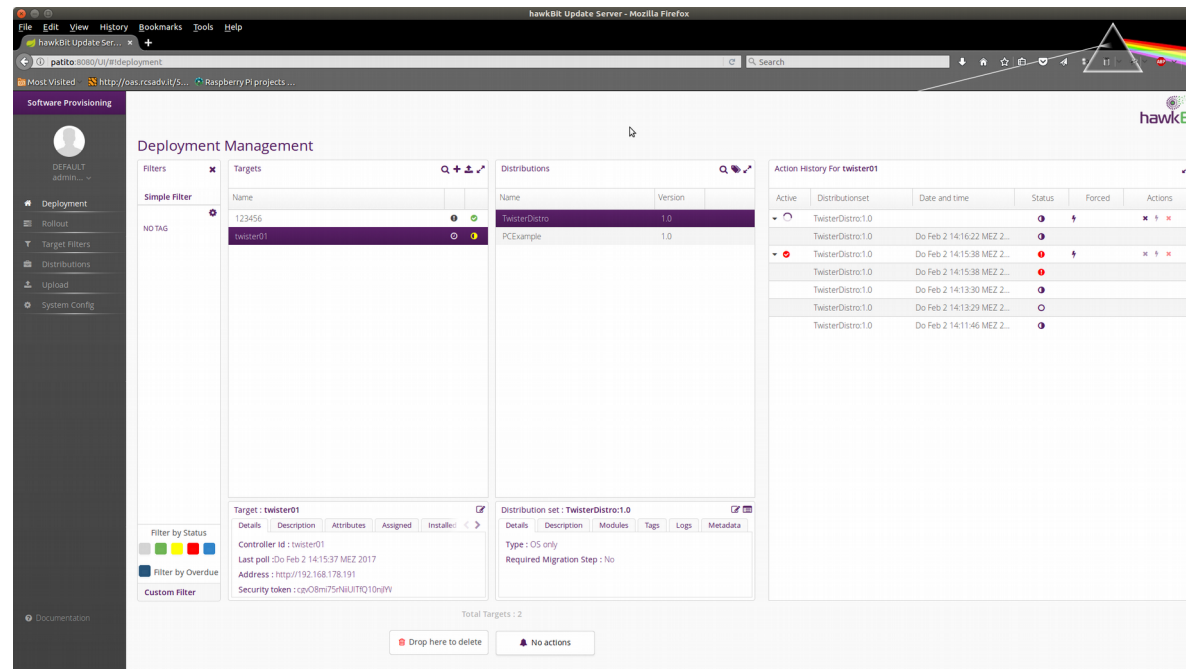 hawkBit Update Server - Mozilla Firefox
File Edit View History Bookmarks Tools Help
hawkBit Update Ser... × +
patito:8080/UI/#!deployment
Search
Most Visited http://oas.rcsadv.it/S... Raspberry Pi projects ...
Software Provisioning
hawkB
DEFAULT
admin...
Deployment
Rollout
Target Filters
Distributions
Upload
System Config
Documentation
Deployment Management
Filters
Simple Filter
NO TAG
Filter by Status
Filter by Overdue
Custom Filter
Targets
Name
123456
twister01
Distributions
Name Version
TwisterDistro 1.0
PCExample 1.0
Action History For twister01
Active Distributionset Date and time Status Forced Actions
TwisterDistro:1.0
TwisterDistro:1.0 Do Feb 2 14:16:22 MEZ 2...
TwisterDistro:1.0 Do Feb 2 14:15:38 MEZ 2...
TwisterDistro:1.0 Do Feb 2 14:15:38 MEZ 2...
TwisterDistro:1.0 Do Feb 2 14:13:30 MEZ 2...
TwisterDistro:1.0 Do Feb 2 14:13:29 MEZ 2...
TwisterDistro:1.0 Do Feb 2 14:11:46 MEZ 2...
Target : twister01
Details Description Attributes Assigned Installed
Controller Id : twister01
Last poll :Do Feb 2 14:15:37 MEZ 2017
Address : http://192.168.178.191
Security token :
Distribution set : TwisterDistro:1.0
Details Description Modules Tags Logs Metadata
Type : OS only
Required Migration Step : No
Total Targets : 2
Drop here to delete
No actions